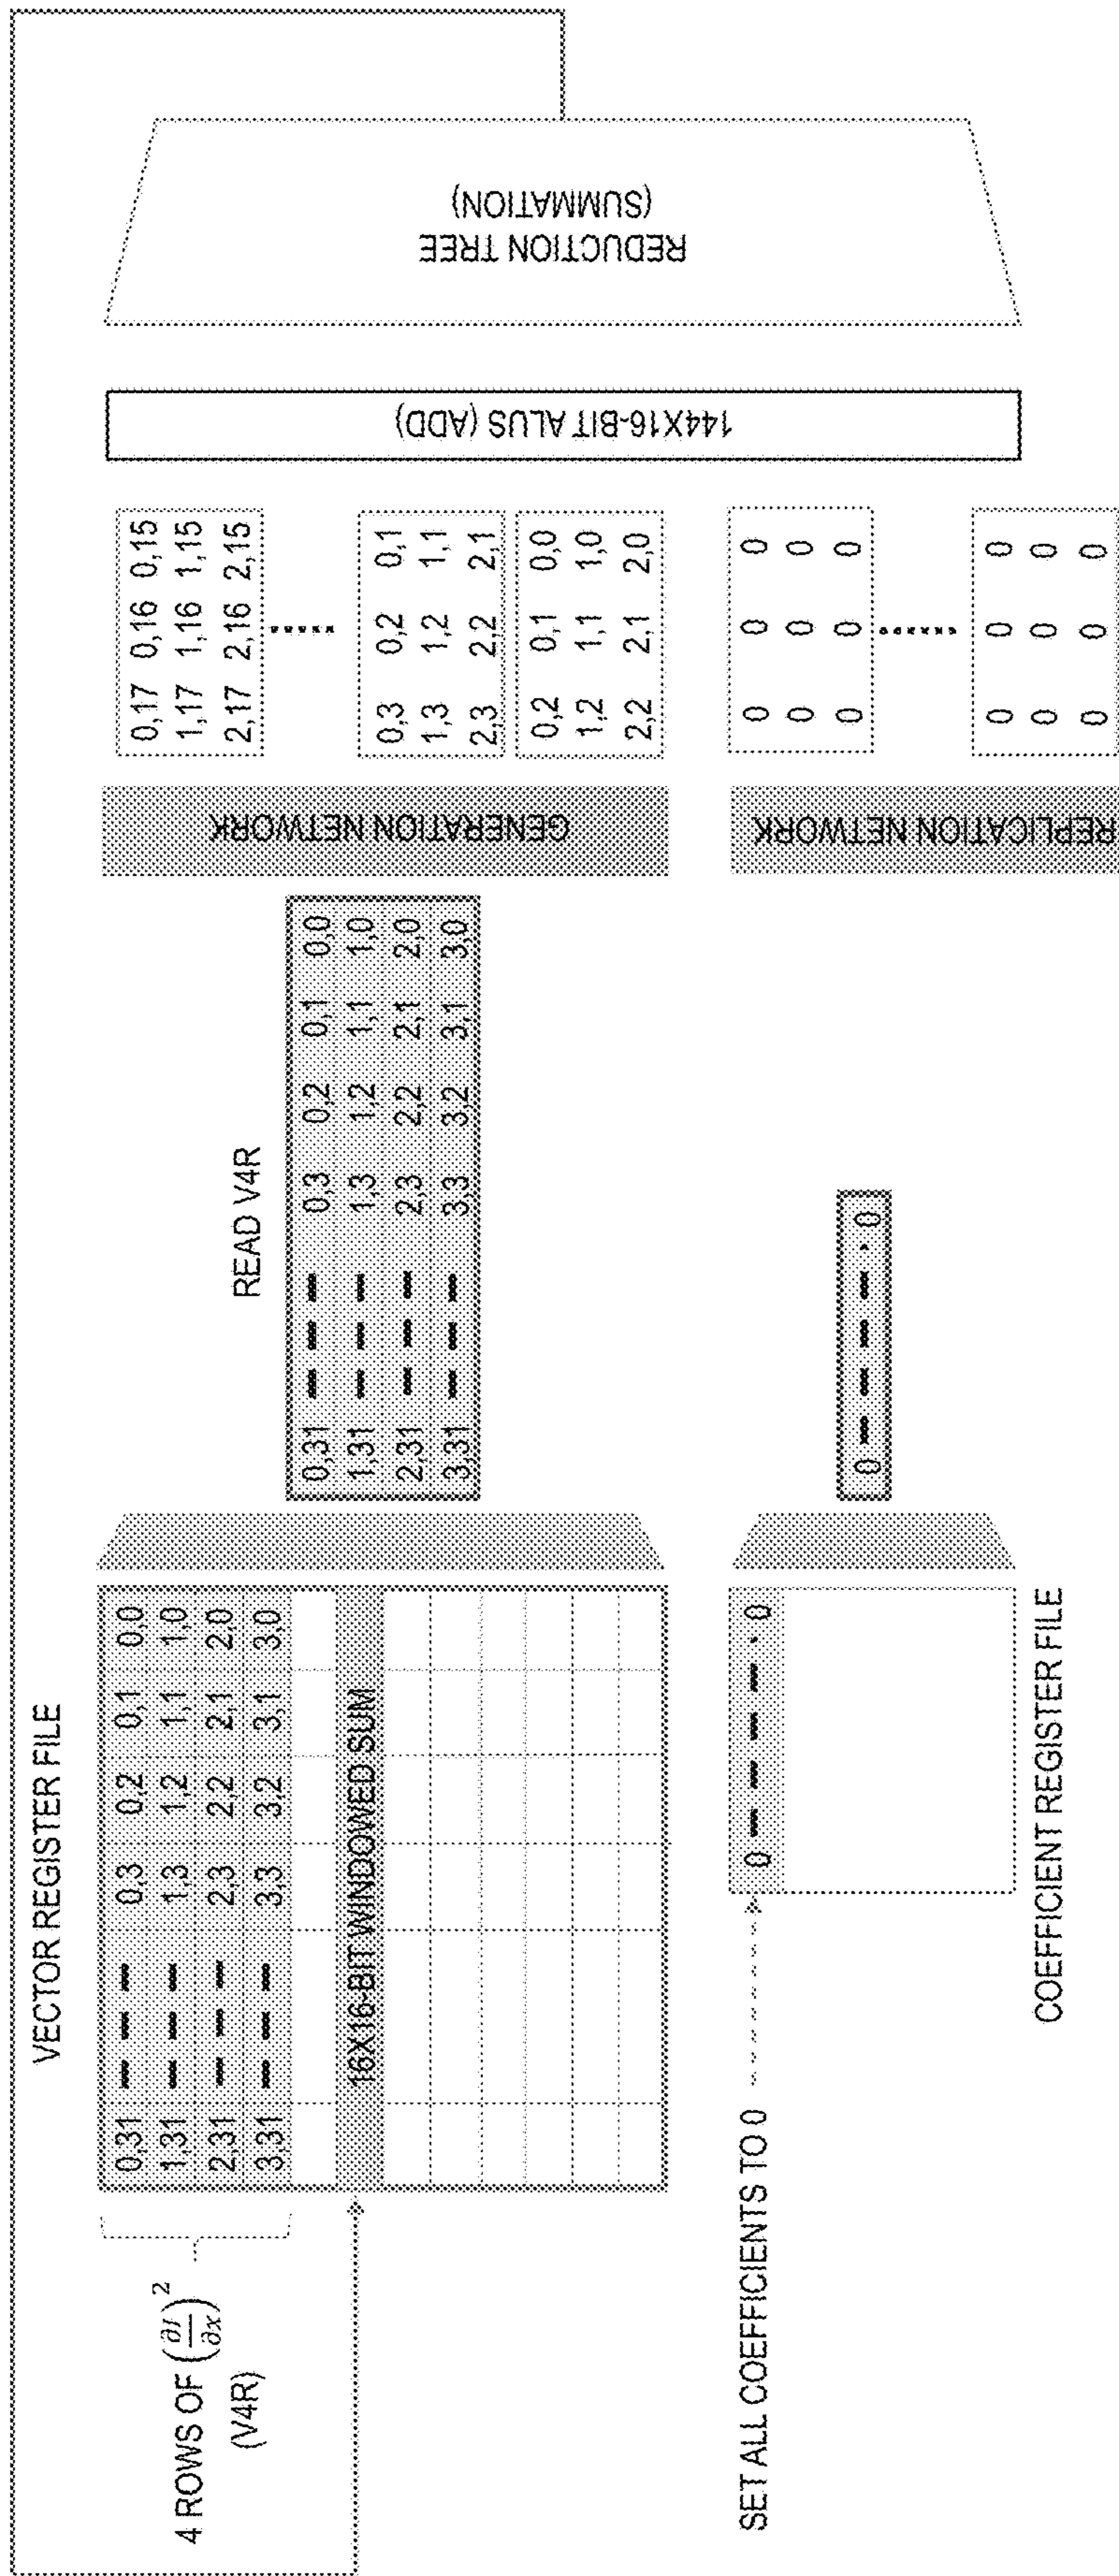 VECTOR REGISTER FILE
4 ROWS OF (∂I/∂x)²
(V4R)
0,31 0,3 0,2 0,1 0,0
1,31 1,3 1,2 1,1 1,0
2,31 2,3 2,2 2,1 2,0
3,31 3,3 3,2 3,1 3,0
16X16-BIT WINDOWED SUM
READ V4R
0,31 0,3 0,2 0,1 0,0
1,31 1,3 1,2 1,1 1,0
2,31 2,3 2,2 2,1 2,0
3,31 3,3 3,2 3,1 3,0
GENERATION NETWORK
0,17 0,16 0,15
1,17 1,16 1,15
2,17 2,16 2,15
0,3 0,2 0,1
1,3 1,2 1,1
2,3 2,2 2,1
0,2 0,1 0,0
1,2 1,1 1,0
2,2 2,1 2,0
144X16-BIT ALUS (ADD)
REDUCTION TREE
(SUMMATION)
SET ALL COEFFICIENTS TO 0
0 0
COEFFICIENT REGISTER FILE
0 0
REPLICATION NETWORK
0 0 0
0 0 0
0 0 0
0 0 0
0 0 0
0 0 0